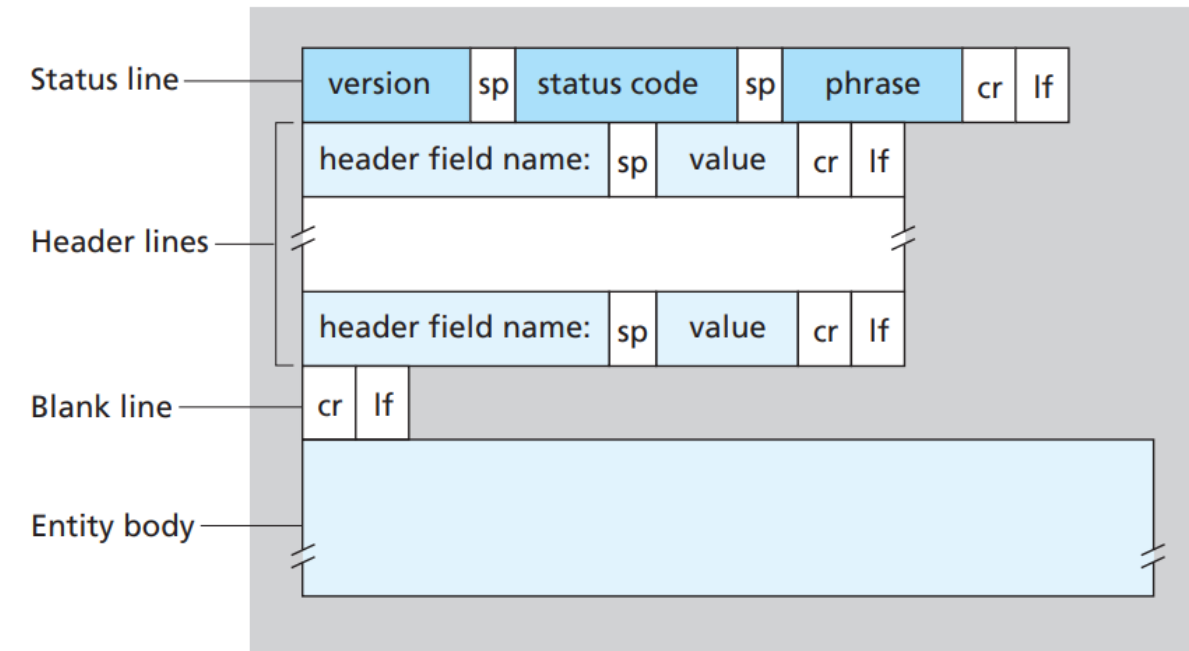 Status line version sp status code sp phrase cr lf
header field name: sp value cr lf
Header lines
header field name: sp value cr lf
Blank line cr lf
Entity body